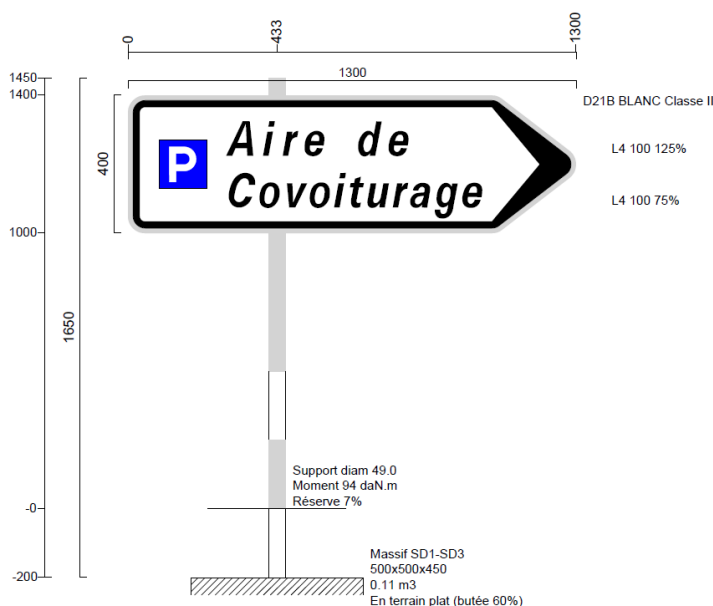 0
433
1300
1300
1450
1400
1000
-0
-200
1650
400
D21B BLANC Classe II
L4 100 125%
L4 100 75%
P
Aire de
Covoiturage
Support diam 49.0
Moment 94 daN.m
Réserve 7%
Massif SD1-SD3
500x500x450
0.11 m3
En terrain plat (butée 60%)